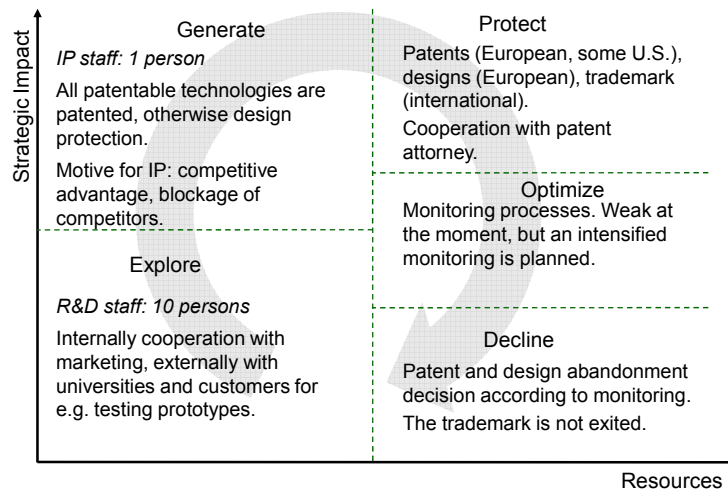 Strategic Impact
Generate
IP staff: 1 person
All patentable technologies are
patented, otherwise design
protection.
Motive for IP: competitive
advantage, blockage of
competitors.
Protect
Patents (European, some U.S.),
designs (European), trademark
(international).
Cooperation with patent
attorney.
Optimize
Monitoring processes. Weak at
the moment, but an intensified
monitoring is planned.
Explore
R&D staff: 10 persons
Internally cooperation with
marketing, externally with
universities and customers for
e.g. testing prototypes.
Decline
Patent and design abandonment
decision according to monitoring.
The trademark is not exited.
Resources